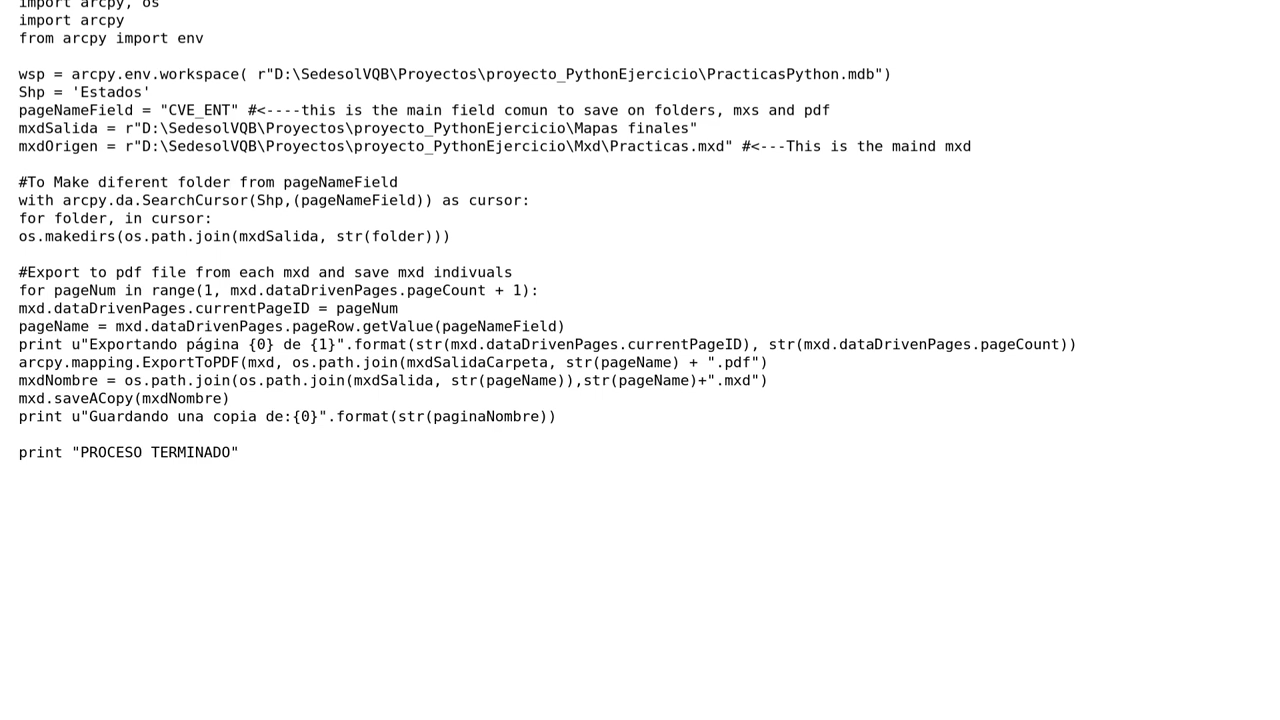 import arcpy, os
import arcpy
from arcpy import env
wsp = arcpy.env.workspace( r"D:\SedesolVQB\Proyectos\proyecto_PythonEjercicio\PracticasPython.mdb")
Shp = 'Estados'
pageNameField = "CVE_ENT" #<----this is the main field comun to save on folders, mxs and pdf
mxdSalida = r"D:\SedesolVQB\Proyectos\proyecto_PythonEjercicio\Mapas finales"
mxdOrigen = r"D:\SedesolVQB\Proyectos\proyecto_PythonEjercicio\Mxd\Practicas.mxd" #<---This is the maind mxd
#To Make diferent folder from pageNameField
with arcpy.da.SearchCursor(Shp,(pageNameField)) as cursor:
for folder, in cursor:
os.makedirs(os.path.join(mxdSalida, str(folder)))
#Export to pdf file from each mxd and save mxd indivuals
for pageNum in range(1, mxd.dataDrivenPages.pageCount + 1):
mxd.dataDrivenPages.currentPageID = pageNum
pageName = mxd.dataDrivenPages.pageRow.getValue(pageNameField)
print u"Exportando página {0} de {1}".format(str(mxd.dataDrivenPages.currentPageID), str(mxd.dataDrivenPages.pageCount))
arcpy.mapping.ExportToPDF(mxd, os.path.join(mxdSalidaCarpeta, str(pageName) + ".pdf")
mxdNombre = os.path.join(os.path.join(mxdSalida, str(pageName)),str(pageName)+".mxd")
mxd.saveACopy(mxdNombre)
print u"Guardando una copia de:{0}".format(str(paginaNombre))
print "PROCESO TERMINADO"